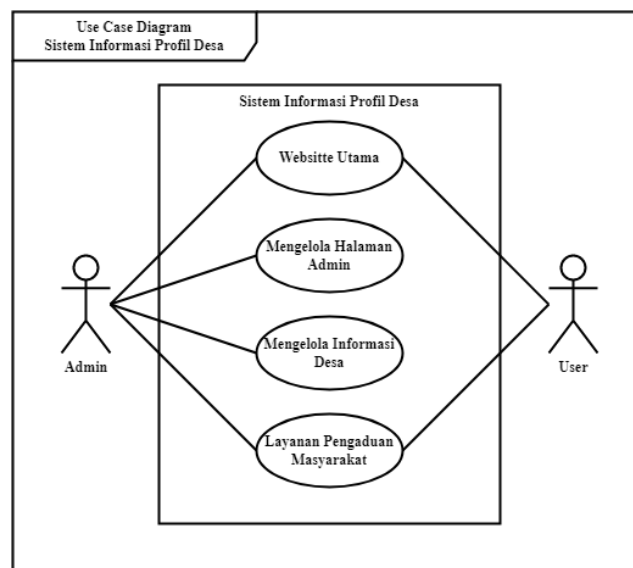 Use Case Diagram
Sistem Informasi Profil Desa
Sistem Informasi Profil Desa
Websitte Utama
Mengelola Halaman
Admin
Mengelola Informasi
Desa
Layanan Pengaduan
Masyarakat
Admin
User